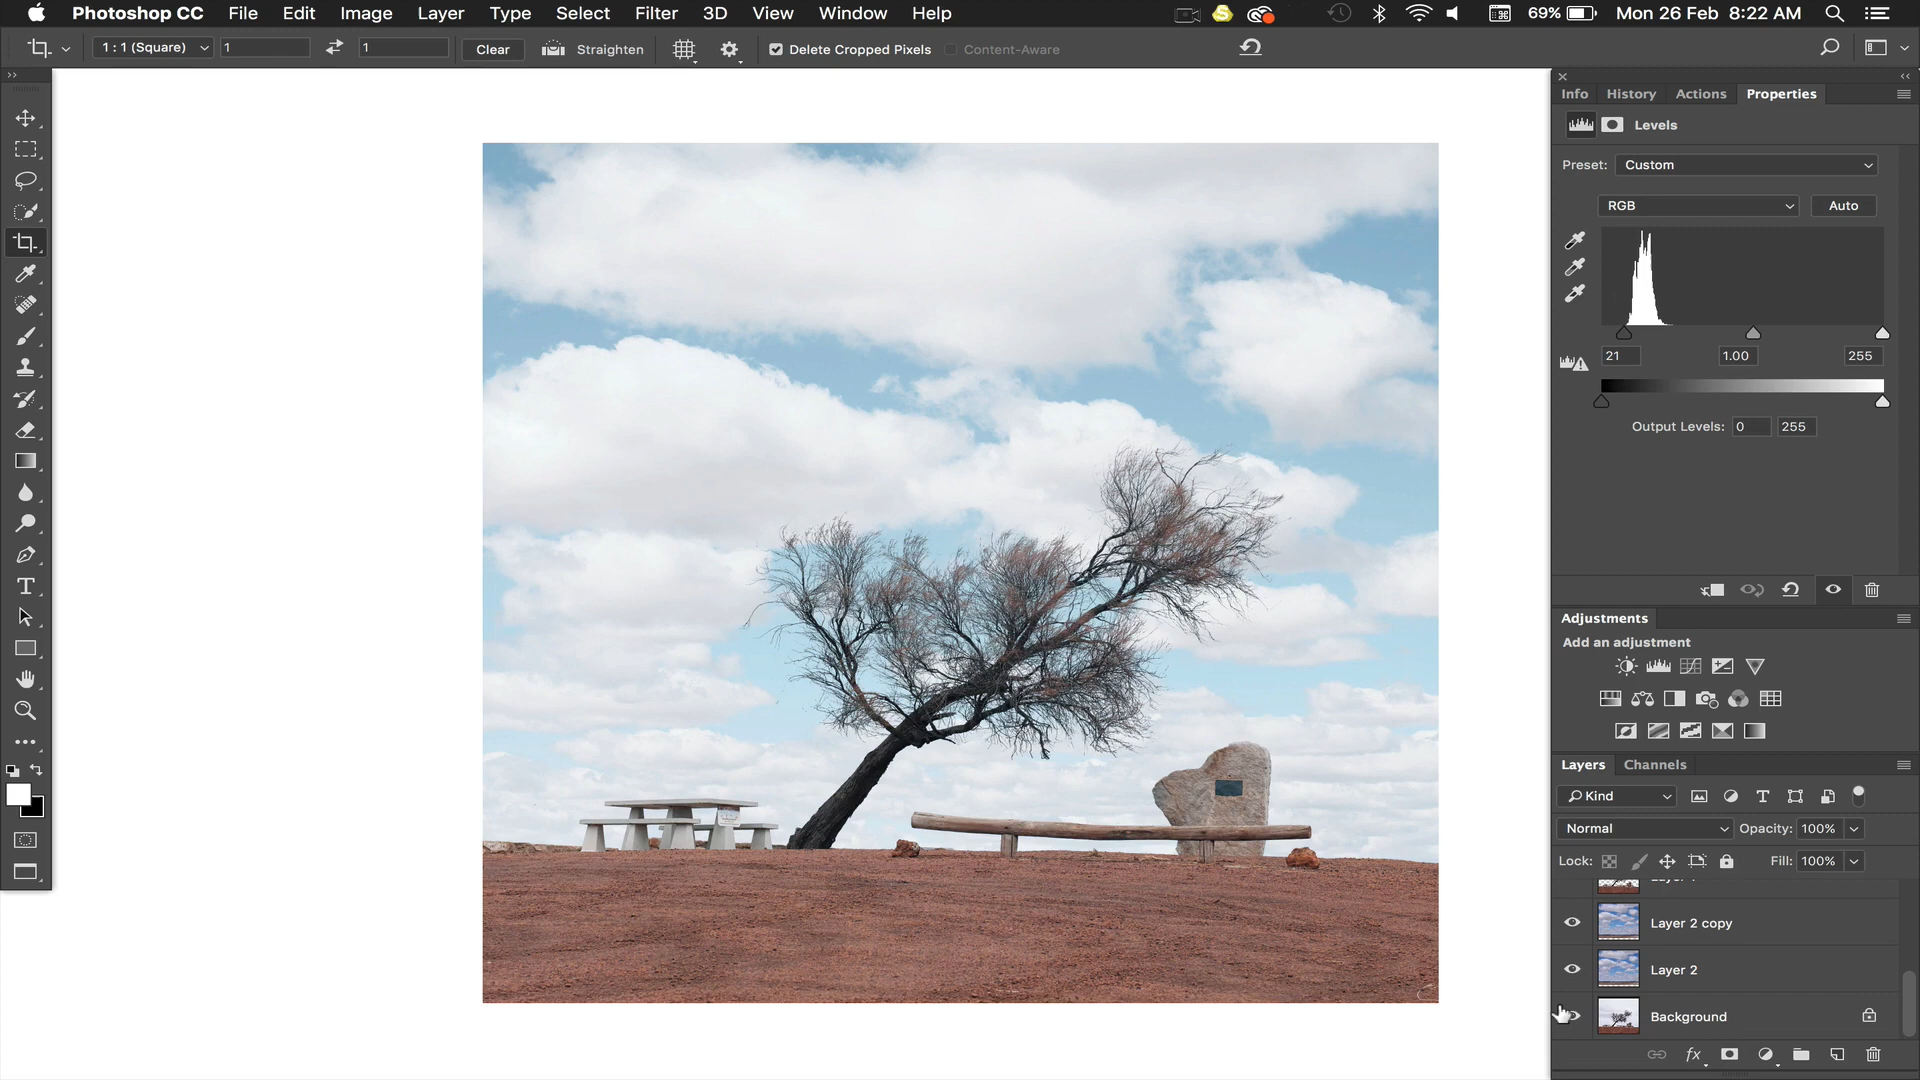 Photoshop CC File Edit Image Layer Type Select Filter 3D View Window Help 69% Mon 26 Feb 8:22 AM
1 : 1 (Square) 1 1 Clear Straighten Delete Cropped Pixels Content-Aware
Info History Actions Properties
Levels
Preset: Custom
RGB Auto
21 1.00 255
Output Levels: 0 255
Adjustments
Add an adjustment
Layers Channels
Kind
Normal Opacity: 100%
Lock: Fill: 100%
Layer 2 copy
Layer 2
Background
fx